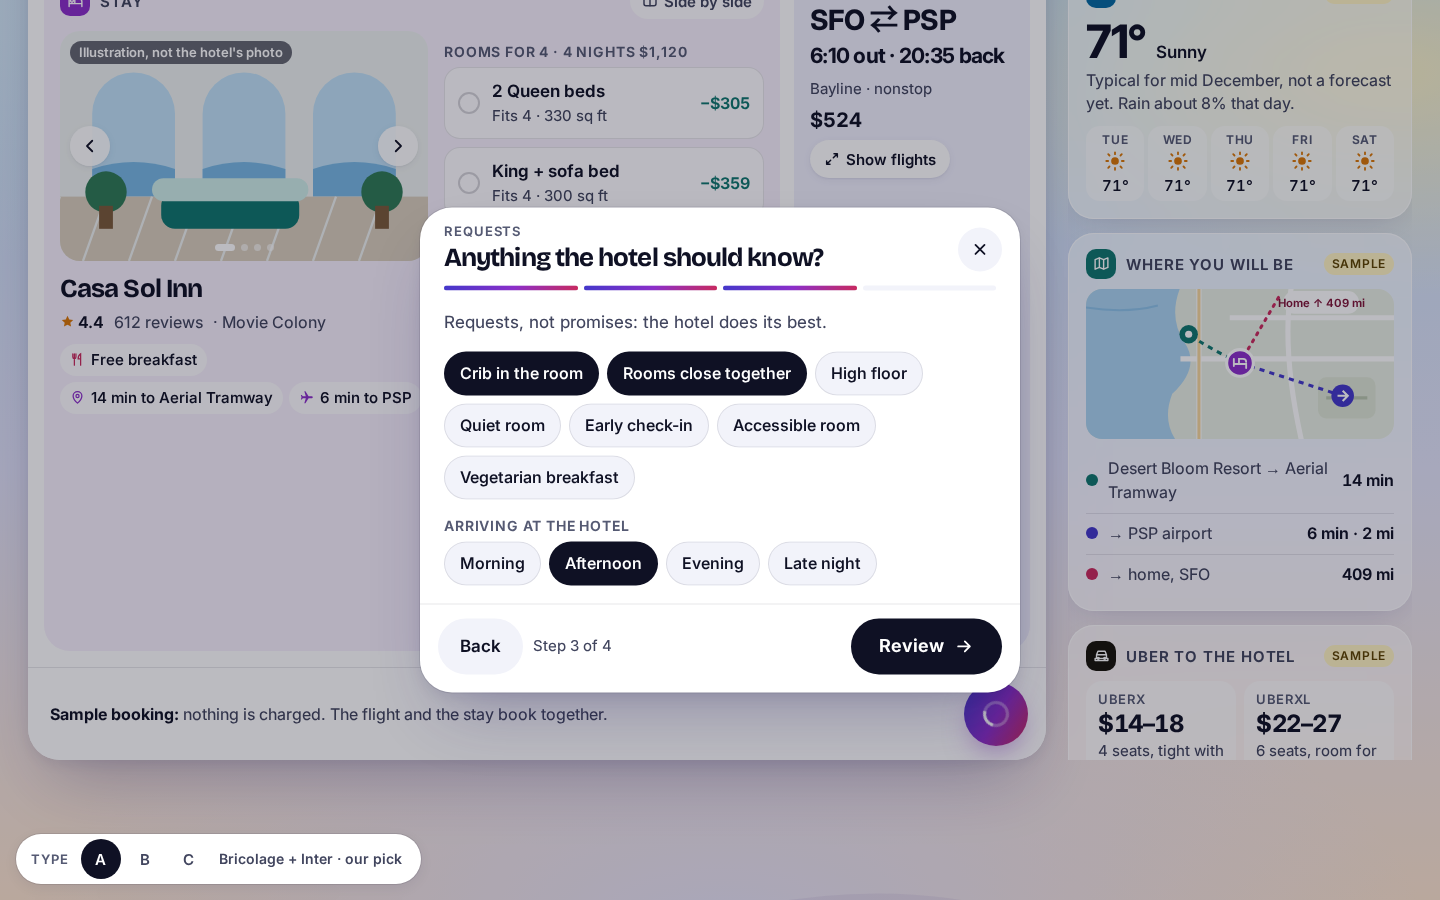 STAY
Side by side
Illustration, not the hotel's photo
Casa Sol Inn
4.4 612 reviews · Movie Colony
Free breakfast
14 min to Aerial Tramway
6 min to PSP
ROOMS FOR 4 · 4 NIGHTS $1,120
2 Queen beds
Fits 4 · 330 sq ft
−$305
King + sofa bed
Fits 4 · 300 sq ft
−$359
SFO ⇄ PSP
6:10 out · 20:35 back
Bayline · nonstop
$524
Show flights
REQUESTS
Anything the hotel should know?
Requests, not promises: the hotel does its best.
Crib in the room
Rooms close together
High floor
Quiet room
Early check-in
Accessible room
Vegetarian breakfast
ARRIVING AT THE HOTEL
Morning
Afternoon
Evening
Late night
Back
Step 3 of 4
Review →
Sample booking: nothing is charged. The flight and the stay book together.
71° Sunny
Typical for mid December, not a forecast
yet. Rain about 8% that day.
TUE WED THU FRI SAT
71° 71° 71° 71° 71°
WHERE YOU WILL BE
SAMPLE
Home ↑ 409 mi
Desert Bloom Resort → Aerial
Tramway
14 min
→ PSP airport
6 min · 2 mi
→ home, SFO
409 mi
UBER TO THE HOTEL
SAMPLE
UBERX
$14–18
4 seats, tight with
UBERXL
$22–27
6 seats, room for
TYPE A B C Bricolage + Inter · our pick